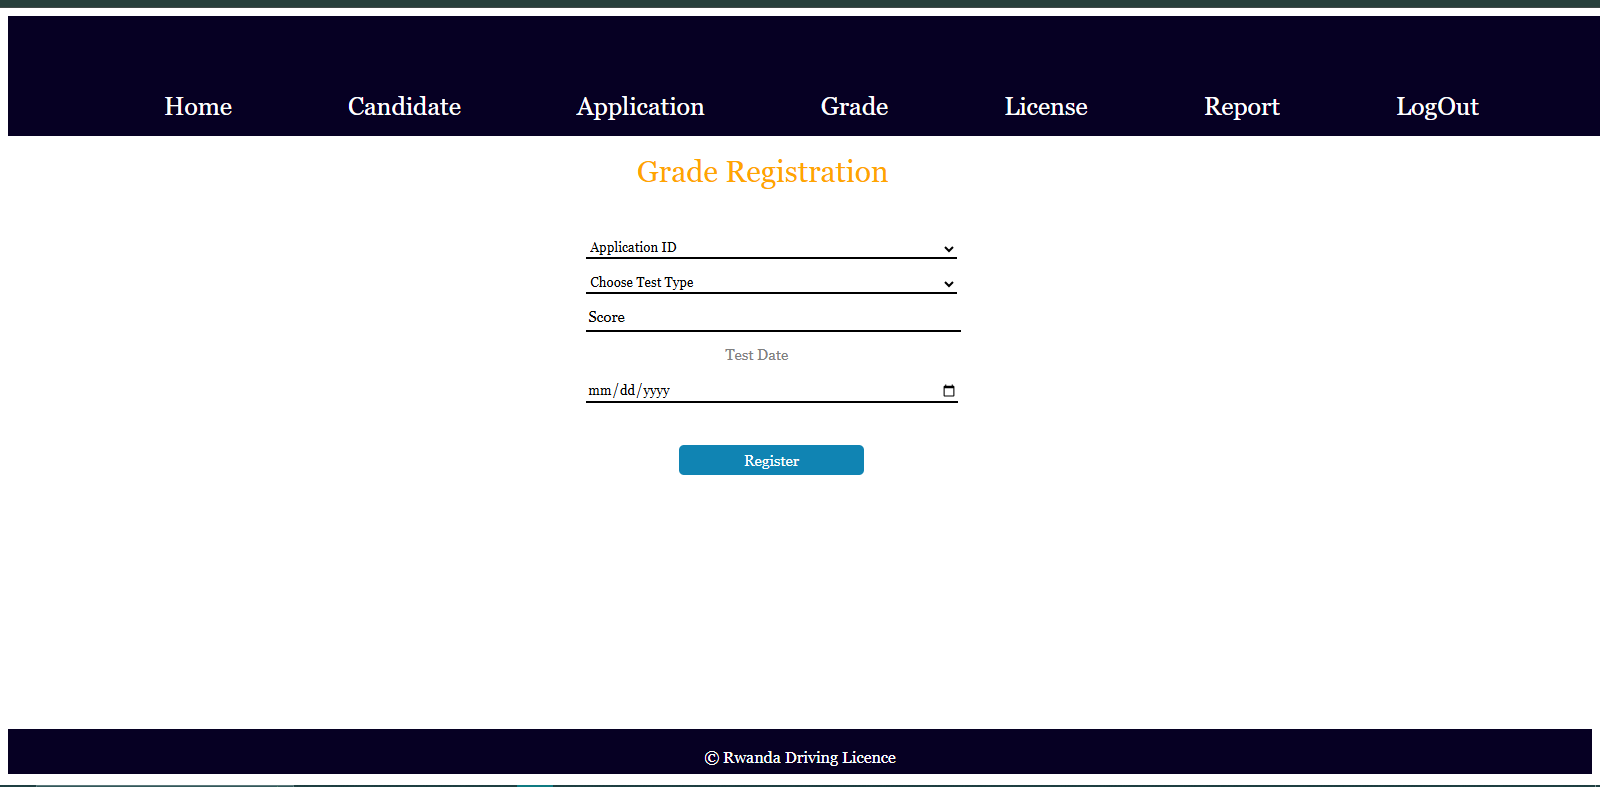 Home Candidate Application Grade License Report LogOut
Grade Registration
Application ID
Choose Test Type
Score
Test Date
mm/dd/yyyy
Register
© Rwanda Driving Licence